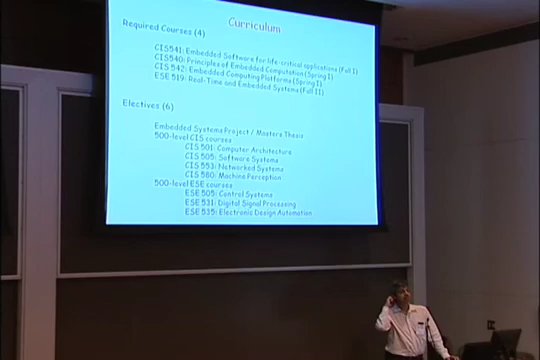 Curriculum
Required Courses (4)
CIS541: Embedded Software for life-critical applications (Fall I)
CIS540: Principles of Embedded Computation (Spring I)
CIS 542: Embedded Computing Platforms (Spring I)
ESE 519: Real-Time and Embedded Systems (Fall II)
Electives (6)
Embedded Systems Project / Masters Thesis
500-level CIS courses
CIS 501: Computer Architecture
CIS 505: Software Systems
CIS 553: Networked Systems
CIS 580: Machine Perception
500-level ESE courses
ESE 505: Control Systems
ESE 531: Digital Signal Processing
ESE 535: Electronic Design Automation